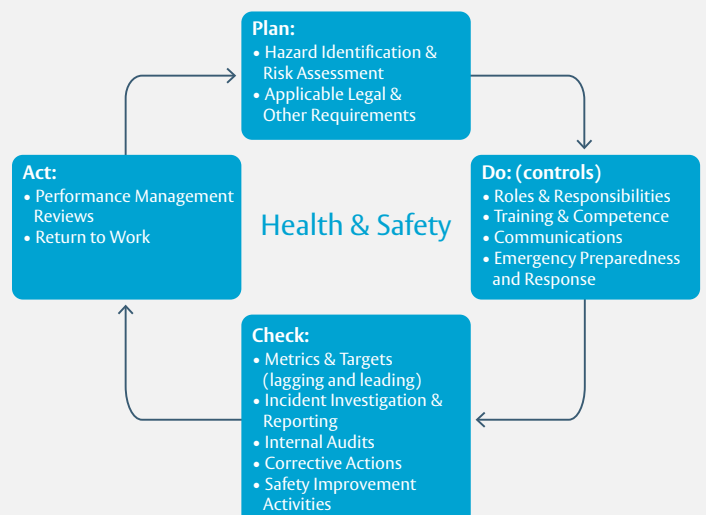 Plan:
• Hazard Identification &
Risk Assessment
• Applicable Legal &
Other Requirements
Act:
• Performance Management
Reviews
• Return to Work
Health & Safety
Do: (controls)
• Roles & Responsibilities
• Training & Competence
• Communications
• Emergency Preparedness
and Response
Check:
• Metrics & Targets
(lagging and leading)
• Incident Investigation &
Reporting
• Internal Audits
• Corrective Actions
• Safety Improvement
Activities